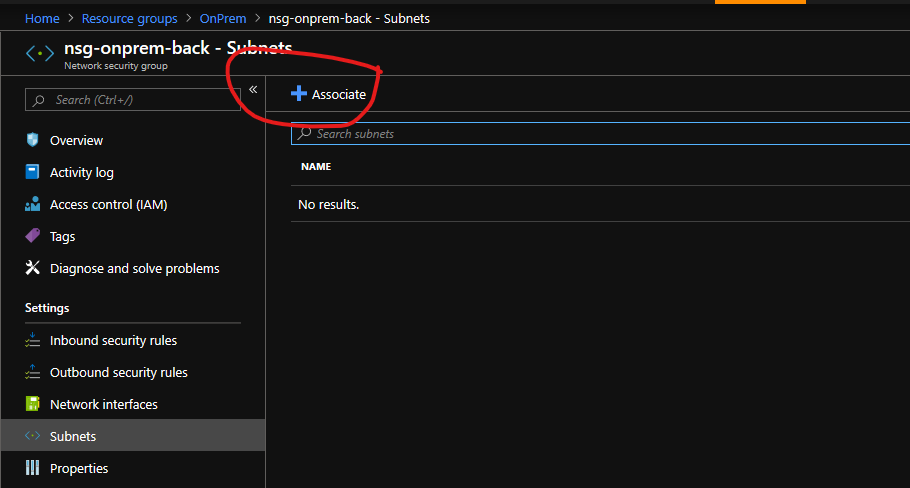 Home > Resource groups > OnPrem > nsg-onprem-back - Subnets
nsg-onprem-back - Subnets
Network security group
Search (Ctrl+/)
«
Overview
Activity log
Access control (IAM)
Tags
Diagnose and solve problems
Settings
Inbound security rules
Outbound security rules
Network interfaces
Subnets
Properties
+ Associate
Search subnets
NAME
No results.